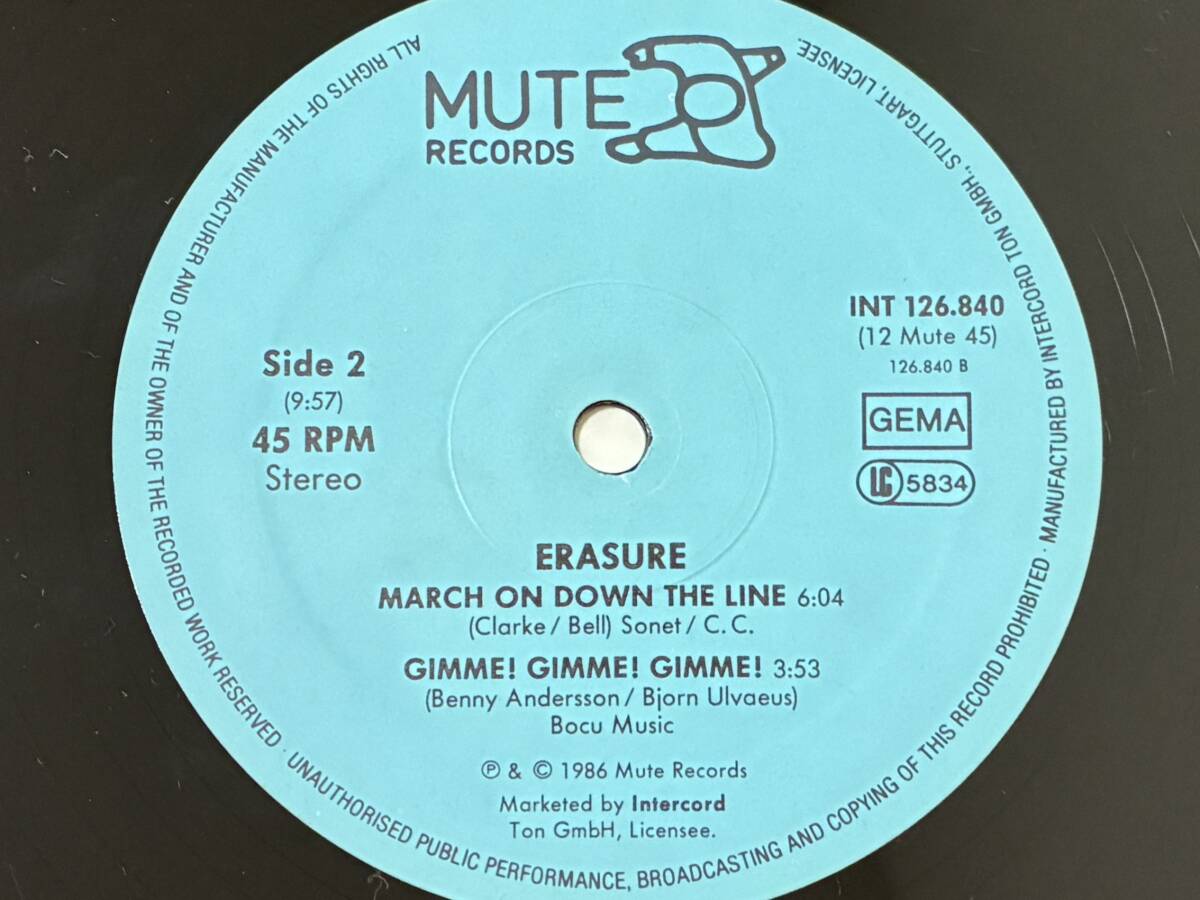 MUTE
RECORDS
INT 126.840
(12 Mute 45)
126.840 B
GEMA
LC 5834
Side 2
(9:57)
45 RPM
Stereo
ERASURE
MARCH ON DOWN THE LINE 6:04
(Clarke / Bell) Sonet / C.C.
GIMME! GIMME! GIMME! 3:53
(Benny Andersson / Bjorn Ulvaeus)
Bocu Music
℗ & © 1986 Mute Records
Marketed by Intercord
Ton GmbH, Licensee.
ALL RIGHTS OF THE MANUFACTURER AND OF THE OWNER OF THE RECORDED WORK RESERVED · UNAUTHORISED PUBLIC PERFORMANCE, BROADCASTING AND COPYING OF THIS RECORD PROHIBITED · MANUFACTURED BY INTERCORD TON GMBH., STUTTGART, LICENSEE.